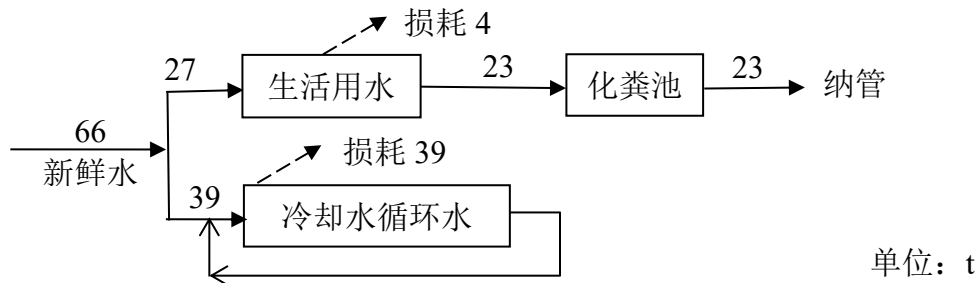 损耗 4
27
生活用水
23
化粪池
23
纳管
66
新鲜水
损耗 39
39
冷却水循环水
单位：t